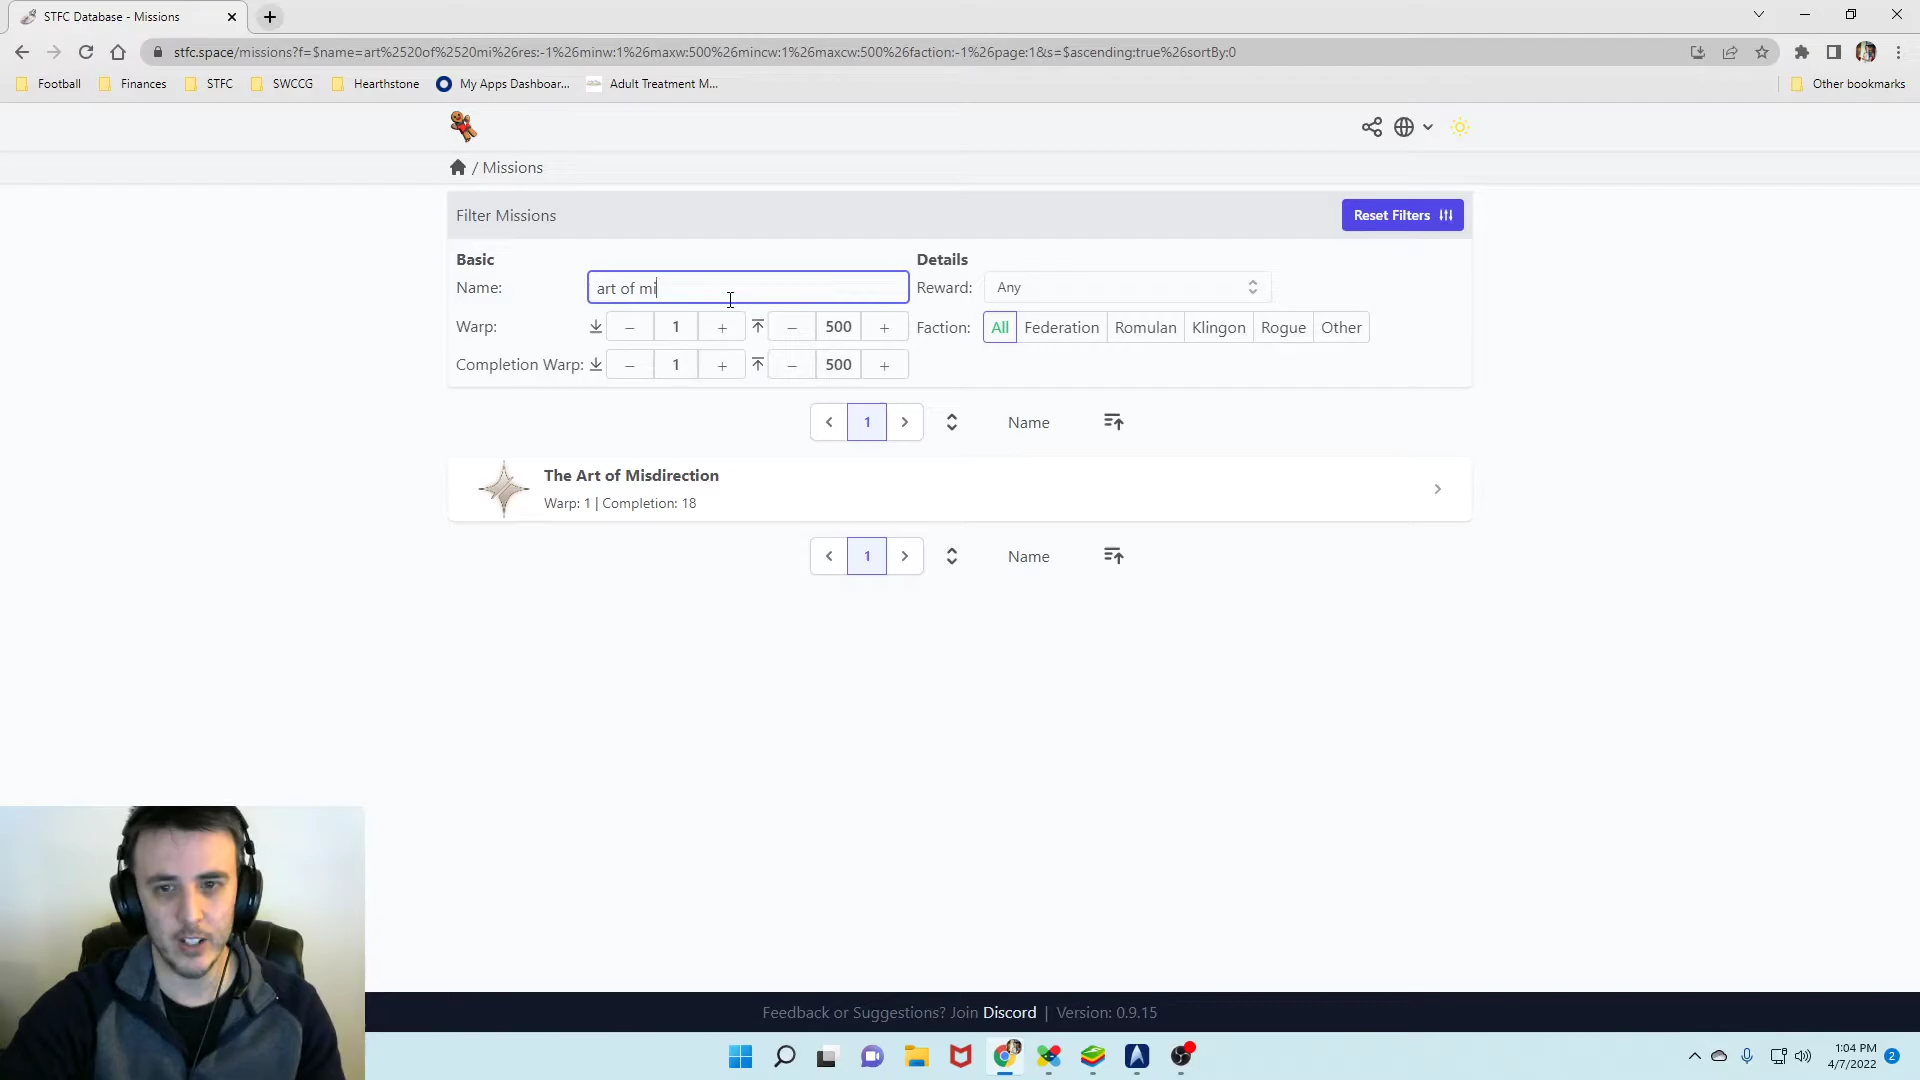 STFC Database - Missions
stfc.space/missions?f=$name=art%2520of%2520mi%26res:-1%26minw:1%26maxw:500%26mincw:1%26maxcw:500%26faction:-1%26page:1&s=$ascending:true%26sortBy:0
Football Finances STFC SWCCG Hearthstone My Apps Dashboar... Adult Treatment M... Other bookmarks
/ Missions
Filter Missions Reset Filters
Basic Details
Name: art of mi Reward: Any
Warp: − 1 + − 500 + Faction: All Federation Romulan Klingon Rogue Other
Completion Warp: − 1 + − 500 +
< 1 > Name
The Art of Misdirection
Warp: 1 | Completion: 18
< 1 > Name
Feedback or Suggestions? Join Discord | Version: 0.9.15
1:04 PM
4/7/2022 2